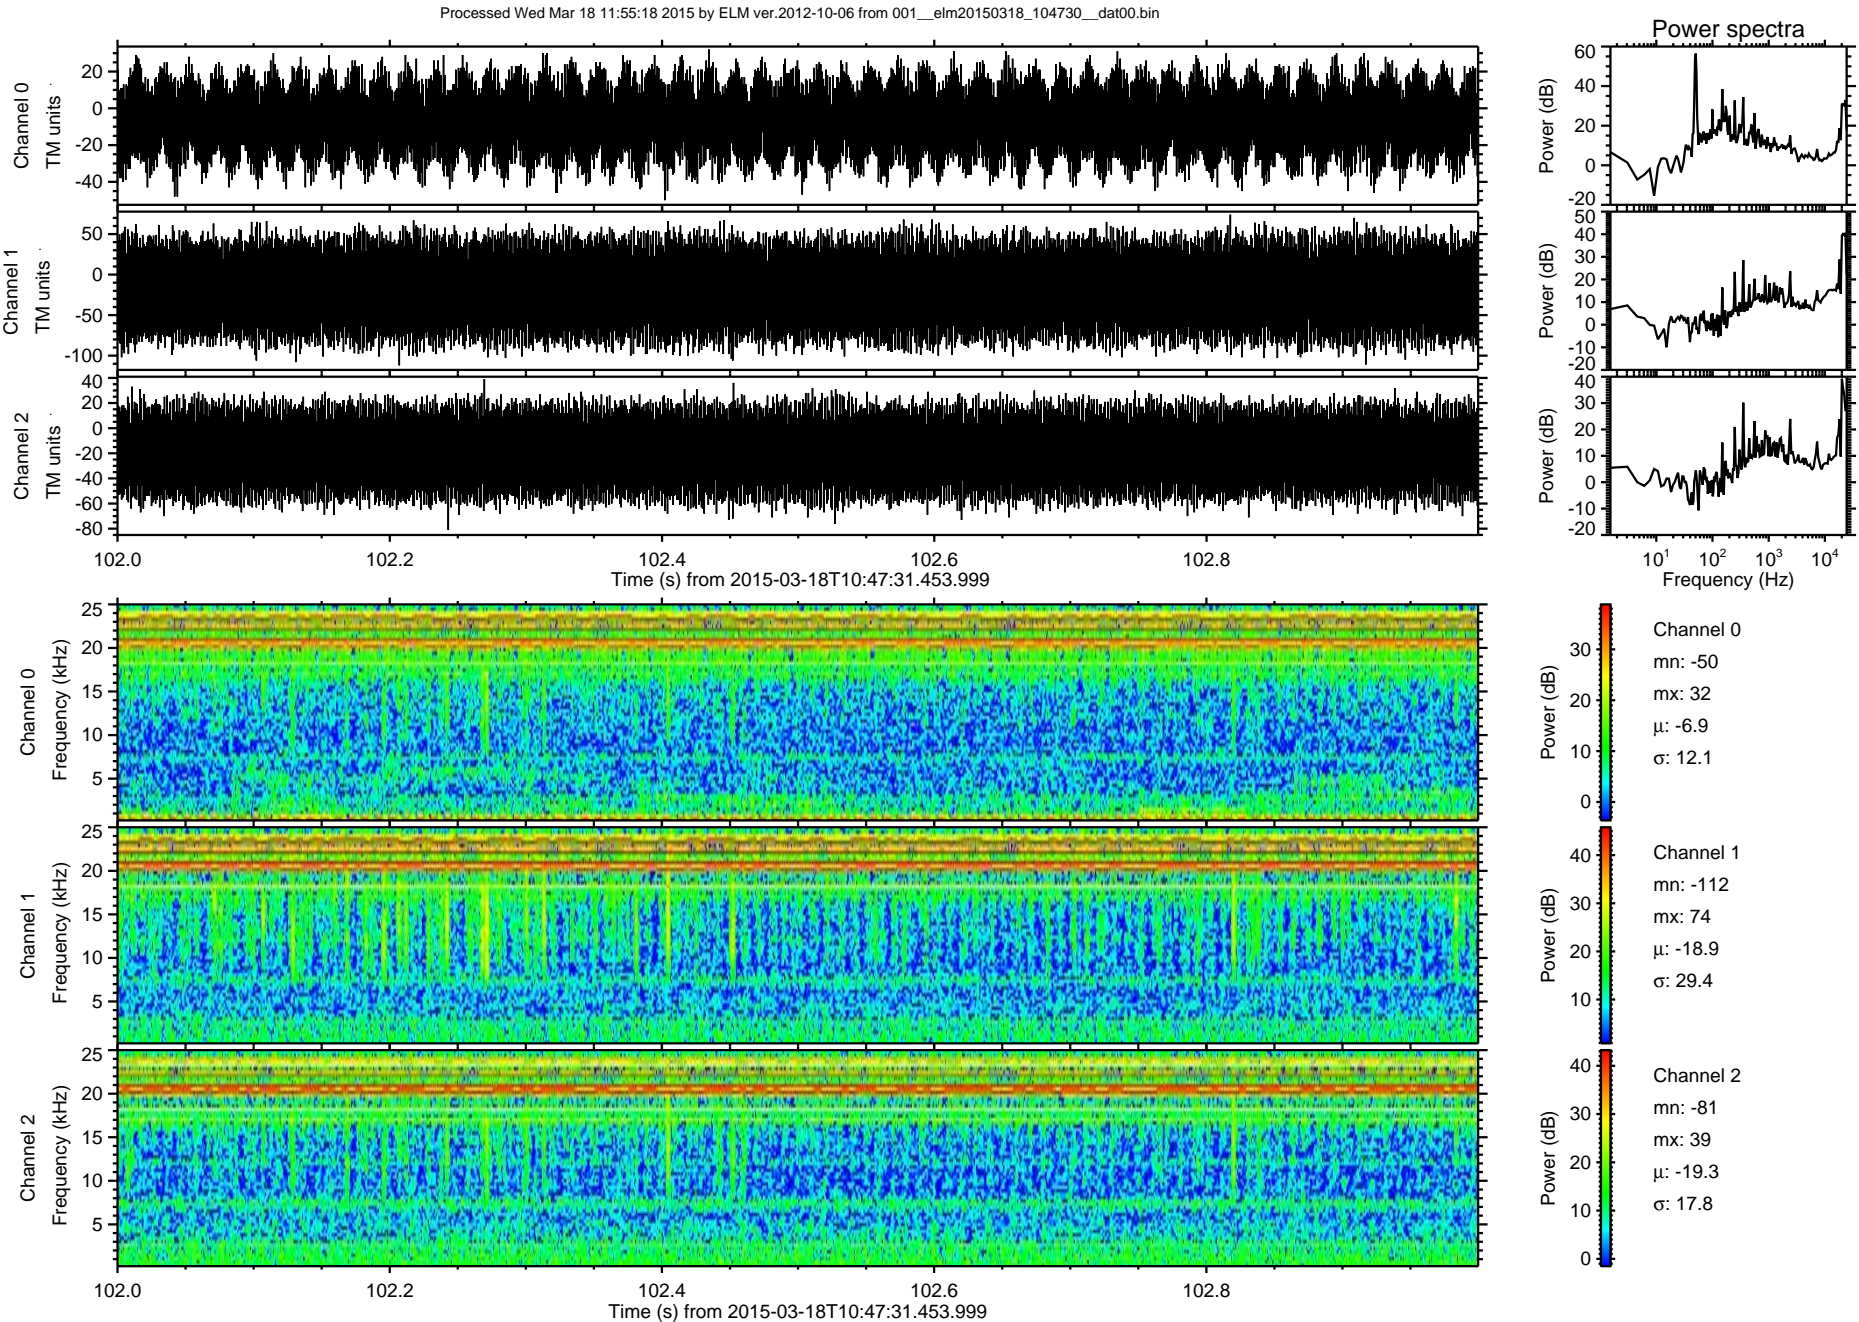 Processed Wed Mar 18 11:55:18 2015 by ELM ver.2012-10-06 from 001__elm20150318_104730__dat00.bin
Power spectra
Channel 0
TM units
20
0
-20
-40
Power (dB)
60
40
20
0
-20
Channel 1
TM units
50
0
-50
-100
Power (dB)
50
40
30
20
10
0
-10
-20
Channel 2
TM units
40
20
0
-20
-40
-60
-80
Power (dB)
40
30
20
10
0
-10
-20
102.0 102.2 102.4 102.6 102.8
Time (s) from 2015-03-18T10:47:31.453.999
10^1 10^2 10^3 10^4
Frequency (Hz)
Channel 0
Frequency (kHz)
25
20
15
10
5
Power (dB)
30
20
10
0
Channel 0
mn: -50
mx: 32
μ: -6.9
σ: 12.1
Channel 1
Frequency (kHz)
25
20
15
10
5
Power (dB)
40
30
20
10
Channel 1
mn: -112
mx: 74
μ: -18.9
σ: 29.4
Channel 2
Frequency (kHz)
25
20
15
10
5
Power (dB)
40
30
20
10
0
Channel 2
mn: -81
mx: 39
μ: -19.3
σ: 17.8
102.0 102.2 102.4 102.6 102.8
Time (s) from 2015-03-18T10:47:31.453.999